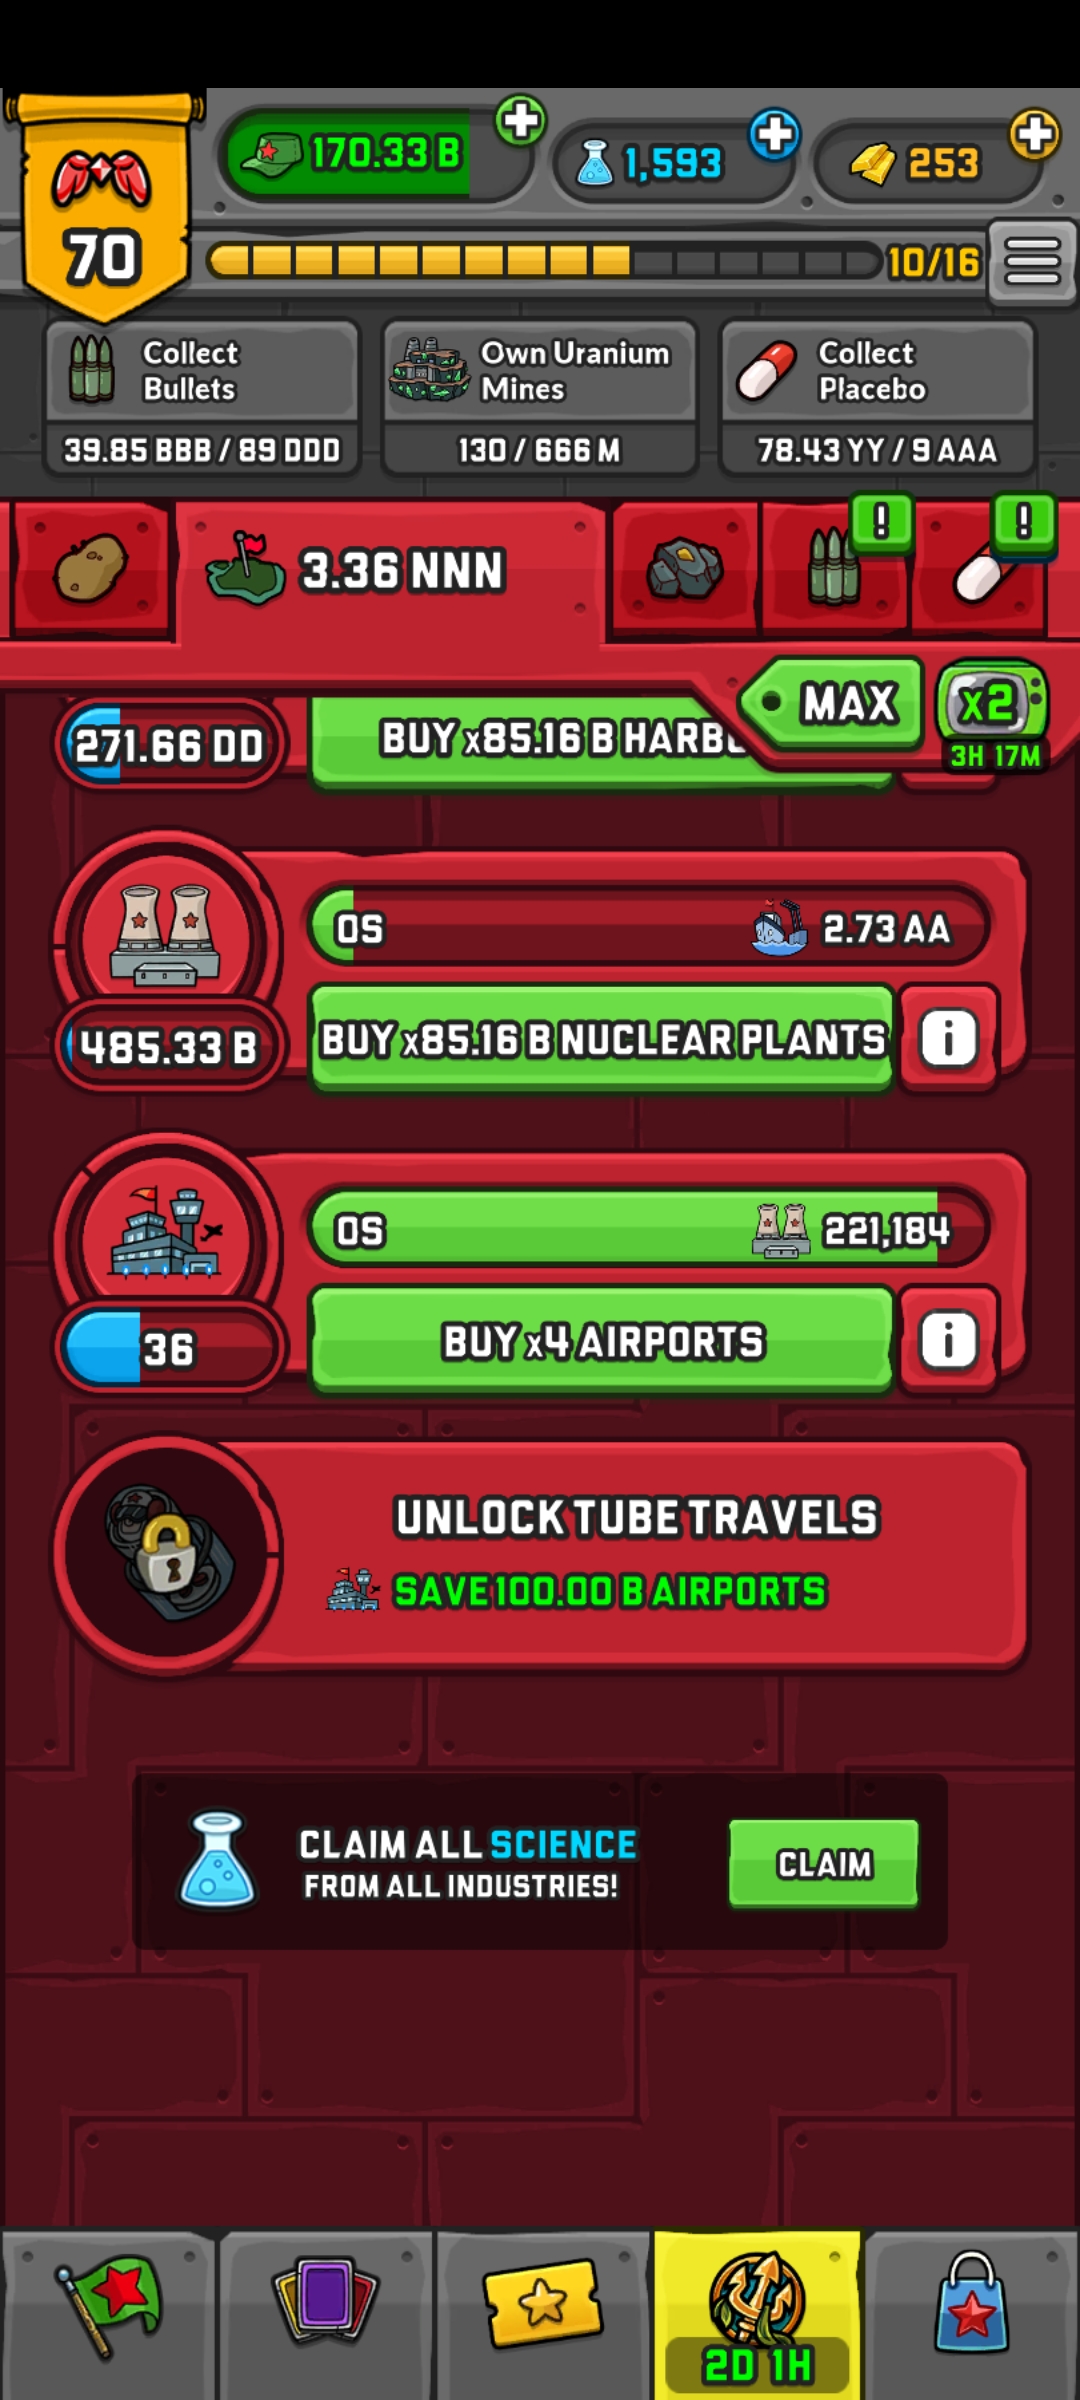 170.33 B
1,593
253
70
10/16
Collect
Bullets
39.85 BBB / 89 DDD
Own Uranium
Mines
130 / 666 M
Collect
Placebo
78.43 YY / 9 AAA
!
!
3.36 NNN
MAX
x2
3H 17M
271.66 DD
BUY x85.16 B
0S
2.73 AA
485.33 B
BUY x85.16 B NUCLEAR PLANTS
i
0S
221,184
36
BUY x4 AIRPORTS
i
UNLOCK TUBE TRAVELS
SAVE 100.00 B AIRPORTS
CLAIM ALL SCIENCE
FROM ALL INDUSTRIES!
CLAIM
2D 1H